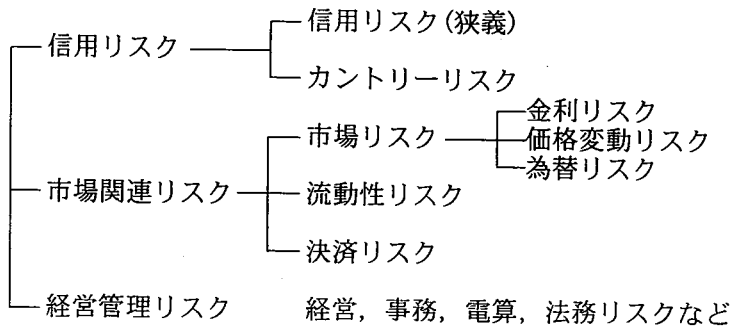 信用リスク
信用リスク(狭義)
カントリーリスク
市場関連リスク
市場リスク
金利リスク
価格変動リスク
為替リスク
流動性リスク
決済リスク
経営管理リスク
経営，事務，電算，法務リスクなど